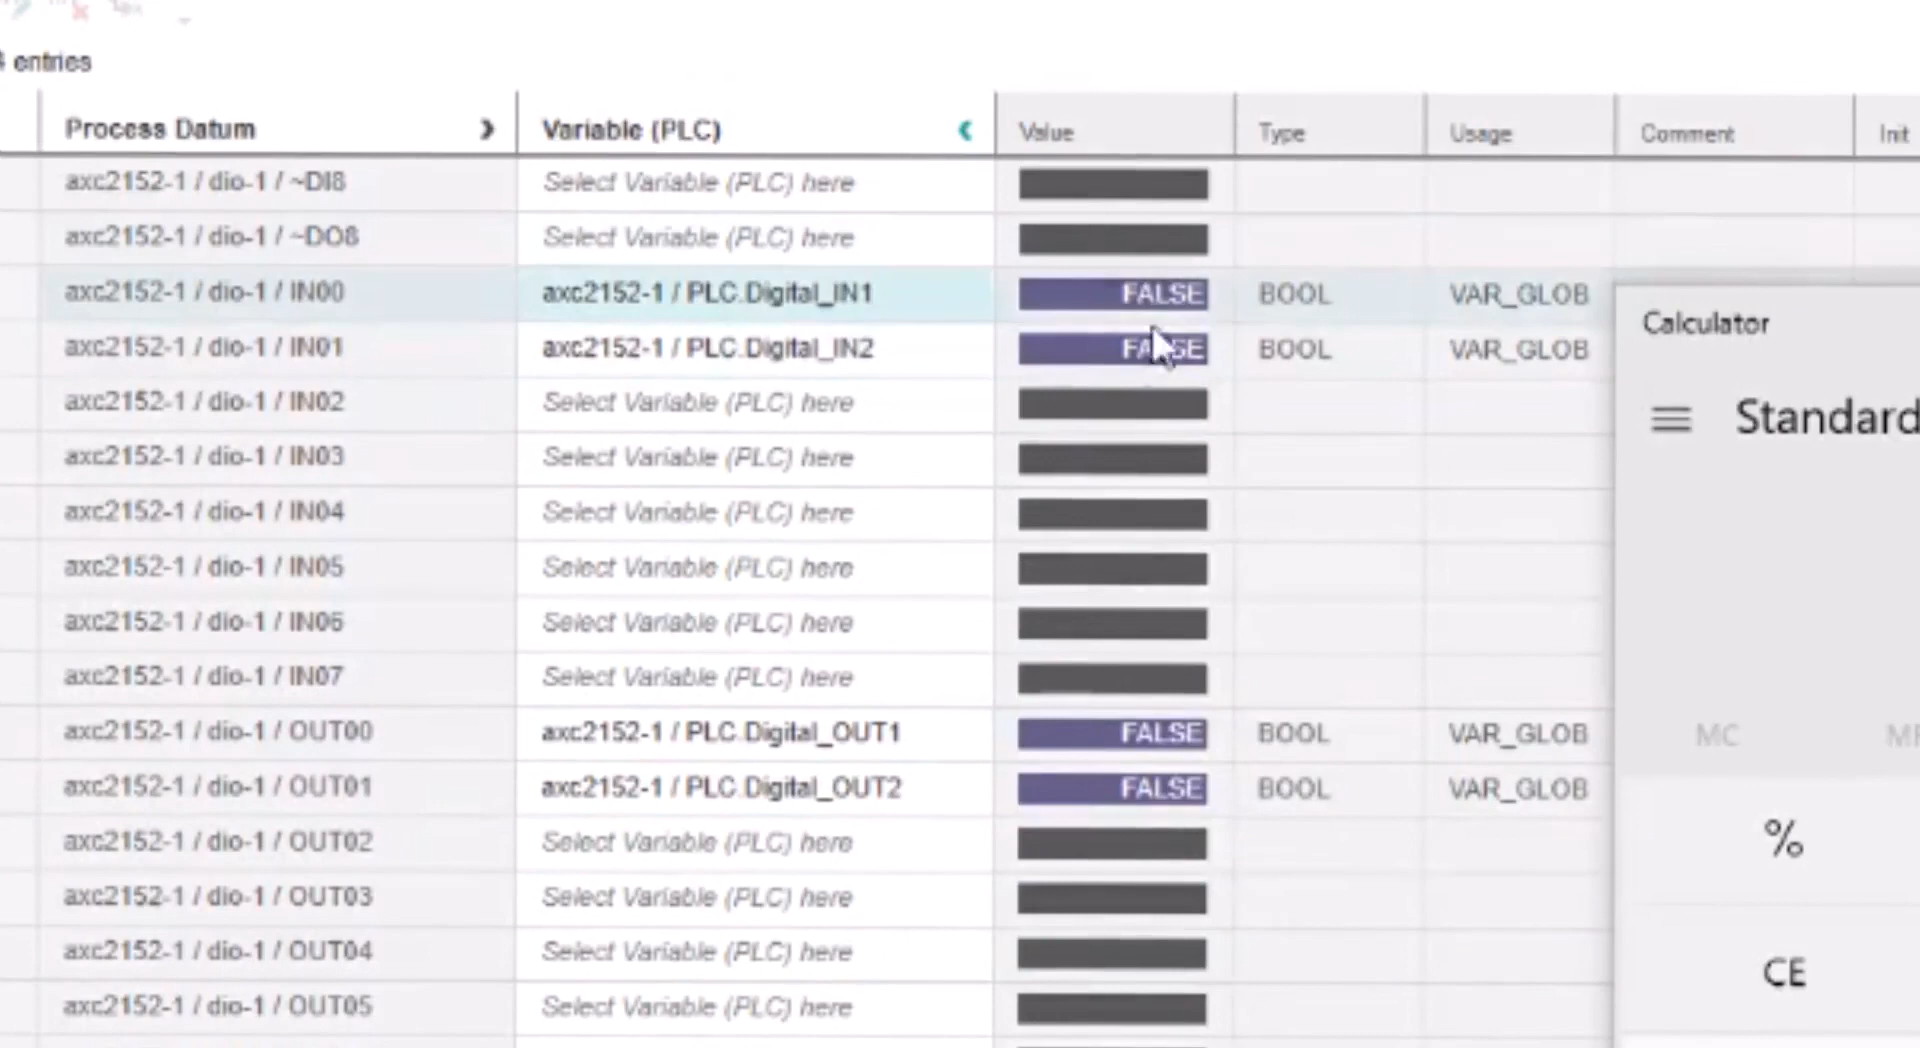 entries
Process Datum Variable (PLC) Value Type Usage Comment Init
axc2152-1 / dio-1 / ~DI8 Select Variable (PLC) here
axc2152-1 / dio-1 / ~DO8 Select Variable (PLC) here
axc2152-1 / dio-1 / IN00 axc2152-1 / PLC.Digital_IN1 FALSE BOOL VAR_GLOB
axc2152-1 / dio-1 / IN01 axc2152-1 / PLC.Digital_IN2 FALSE BOOL VAR_GLOB
axc2152-1 / dio-1 / IN02 Select Variable (PLC) here
axc2152-1 / dio-1 / IN03 Select Variable (PLC) here
axc2152-1 / dio-1 / IN04 Select Variable (PLC) here
axc2152-1 / dio-1 / IN05 Select Variable (PLC) here
axc2152-1 / dio-1 / IN06 Select Variable (PLC) here
axc2152-1 / dio-1 / IN07 Select Variable (PLC) here
axc2152-1 / dio-1 / OUT00 axc2152-1 / PLC.Digital_OUT1 FALSE BOOL VAR_GLOB
axc2152-1 / dio-1 / OUT01 axc2152-1 / PLC.Digital_OUT2 FALSE BOOL VAR_GLOB
axc2152-1 / dio-1 / OUT02 Select Variable (PLC) here
axc2152-1 / dio-1 / OUT03 Select Variable (PLC) here
axc2152-1 / dio-1 / OUT04 Select Variable (PLC) here
axc2152-1 / dio-1 / OUT05 Select Variable (PLC) here
Calculator
Standard
MC
%
CE